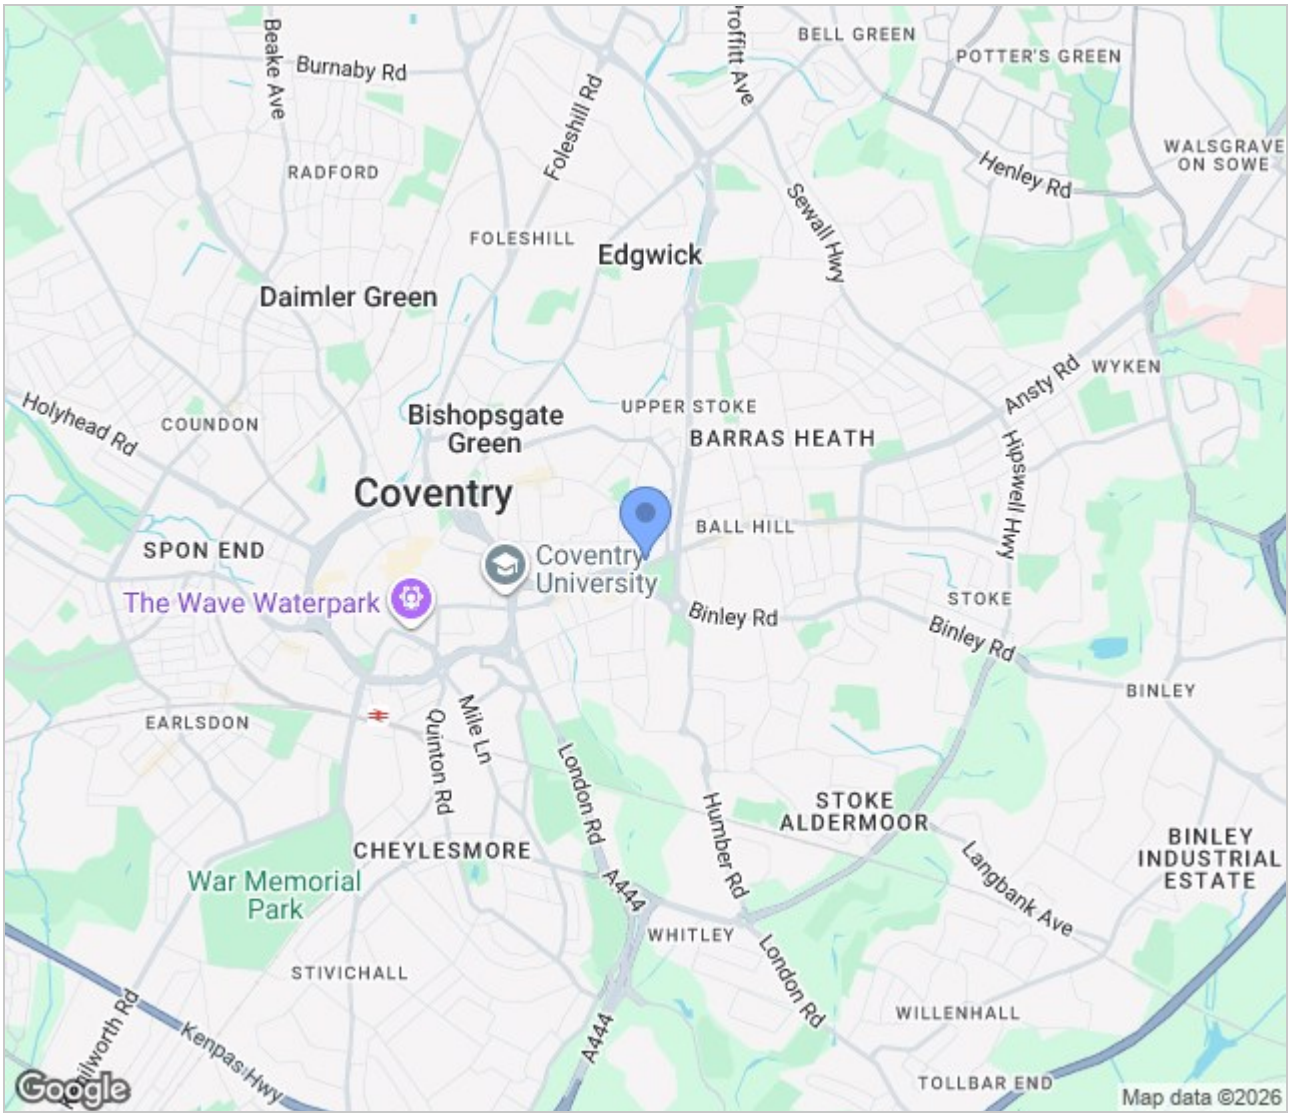 Beake Ave
Burnaby Rd
Foleshill Rd
Proffitt Ave
BELL GREEN
POTTER'S GREEN
RADFORD
Henley Rd
WALSGRAVE
ON SOWE
Sewall Hwy
FOLESHILL
Edgwick
Daimler Green
Holyhead Rd
COUNDON
Bishopsgate
Green
UPPER STOKE
BARRAS HEATH
Ansty Rd
WYKEN
Hipswell Hwy
Coventry
SPON END
BALL HILL
Coventry
University
The Wave Waterpark
Binley Rd
STOKE
Binley Rd
BINLEY
EARLSDON
Quinton Rd
Mile Ln
London Rd
Humber Rd
STOKE
ALDERMOOR
CHEYLESMORE
War Memorial
Park
A444
Langbank Ave
BINLEY
INDUSTRIAL
ESTATE
WHITLEY
STIVICHALL
London Rd
WILLENHALL
Kenilworth Rd
Kenpas Hwy
A444
TOLLBAR END
Google
Map data ©2026